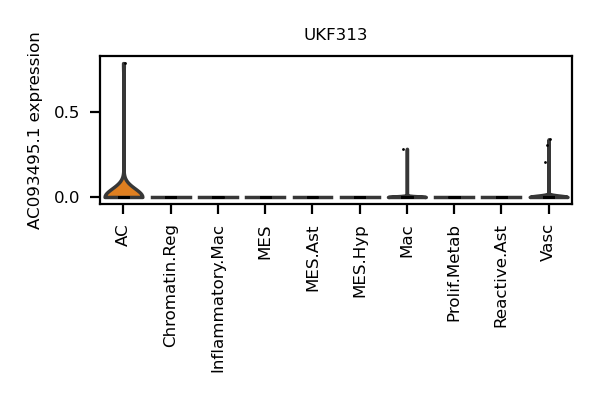 UKF313
AC093495.1 expression
0.5
0.0
AC
Chromatin.Reg
Inflammatory.Mac
MES
MES.Ast
MES.Hyp
Mac
Prolif.Metab
Reactive.Ast
Vasc